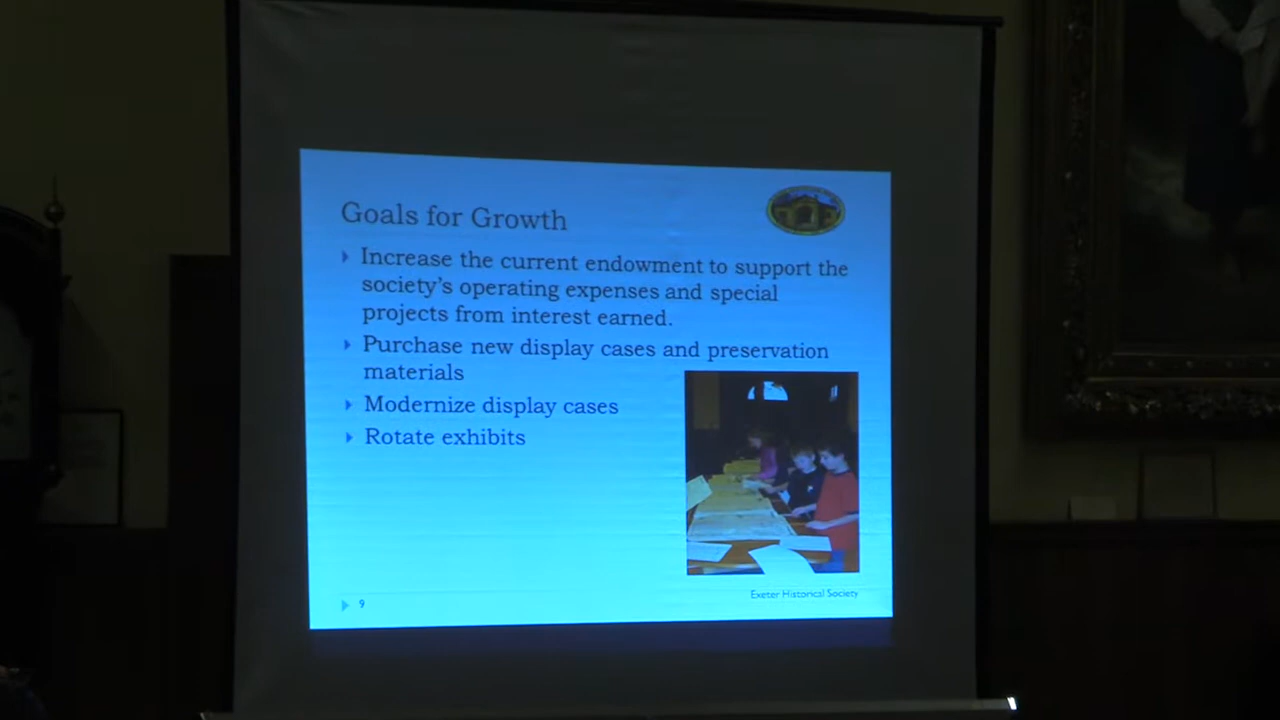 Goals for Growth
Increase the current endowment to support the
society's operating expenses and special
projects from interest earned.
Purchase new display cases and preservation
materials
Modernize display cases
Rotate exhibits
9
Exeter Historical Society